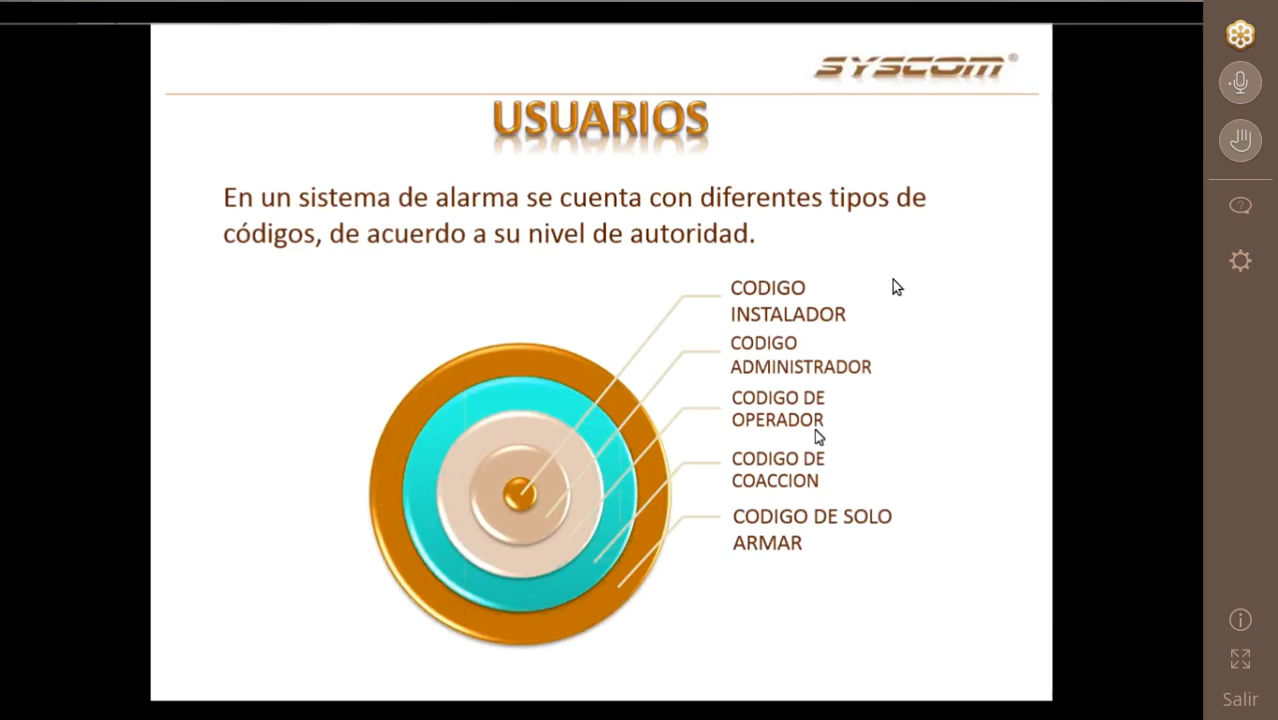 SYSCOM®
USUARIOS
En un sistema de alarma se cuenta con diferentes tipos de
códigos, de acuerdo a su nivel de autoridad.
CODIGO
INSTALADOR
CODIGO
ADMINISTRADOR
CODIGO DE
OPERADOR
CODIGO DE
COACCION
CODIGO DE SOLO
ARMAR
Salir